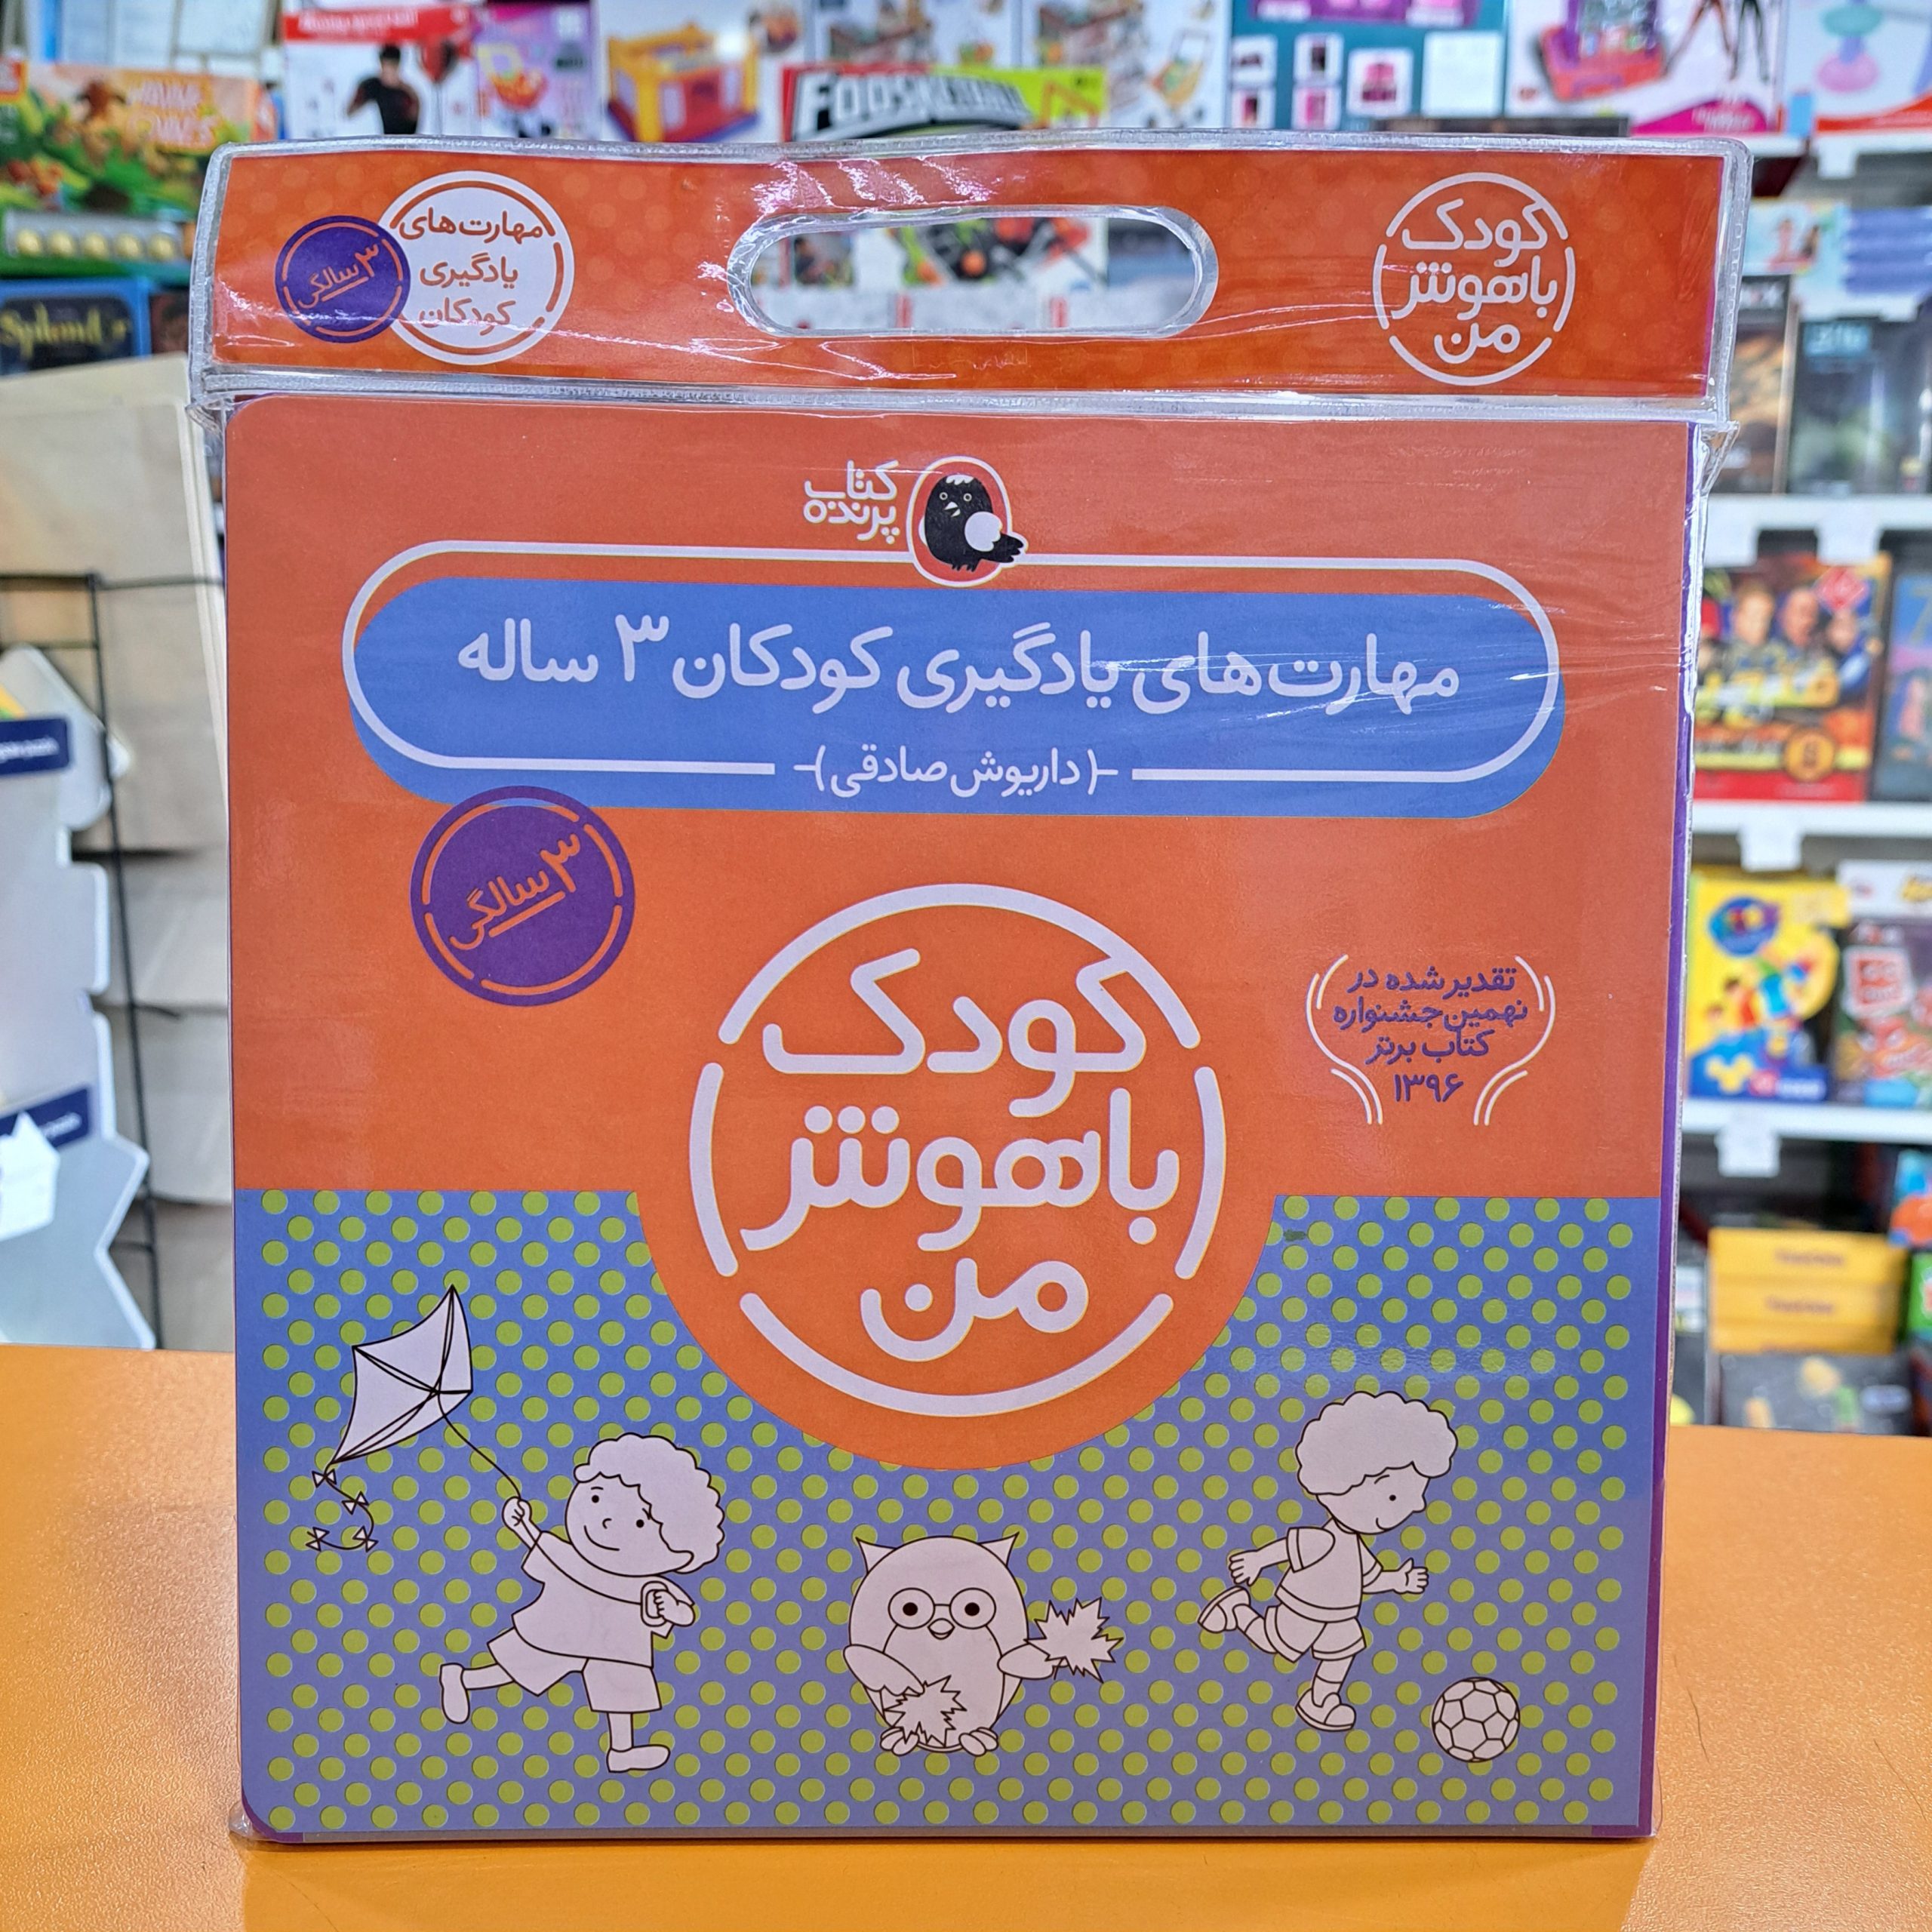 مهارت‌های
یادگیری
کودکان
۳ سالگی
کودک
باهوش
من
کتاب
پرنده
مهارت‌های یادگیری کودکان ۳ ساله
(داریوش صادقی)
۳ سالگی
کودک
باهوش
من
تقدیر شده در
نهمین جشنواره
کتاب برتر
۱۳۹۶